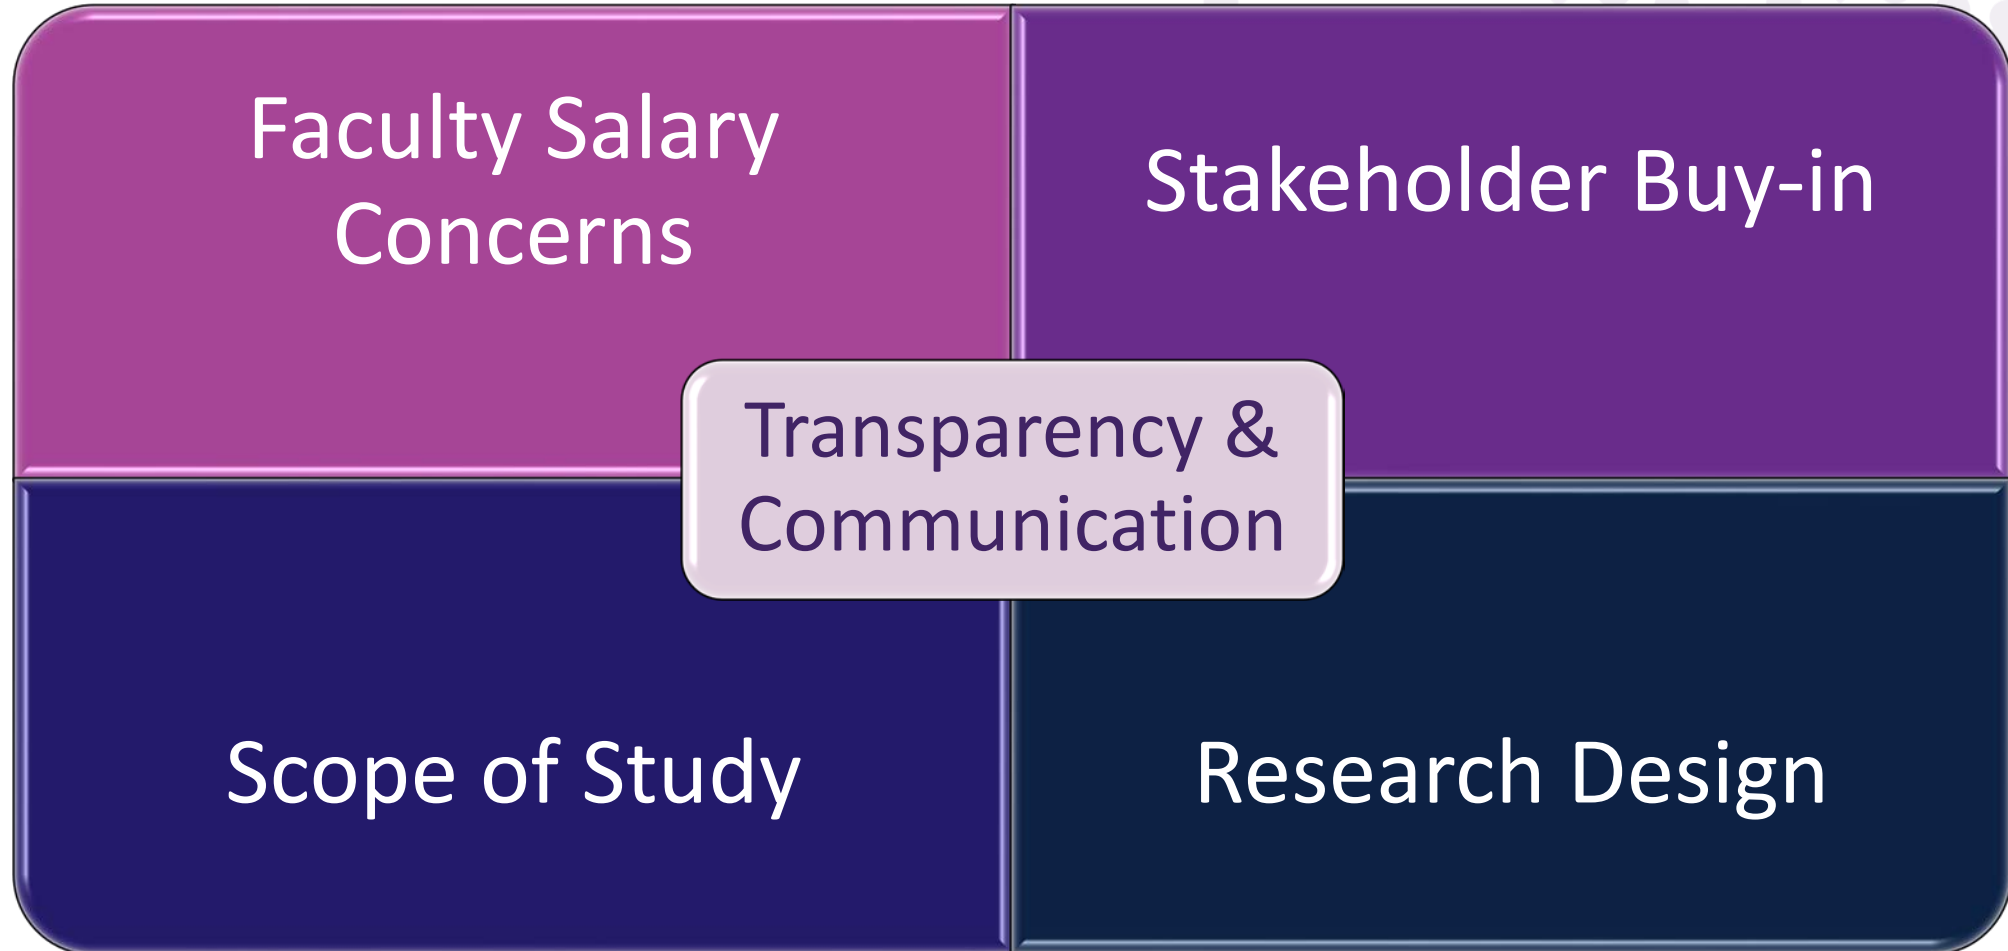 Faculty Salary
Concerns
Stakeholder Buy-in
Transparency &
Communication
Scope of Study
Research Design